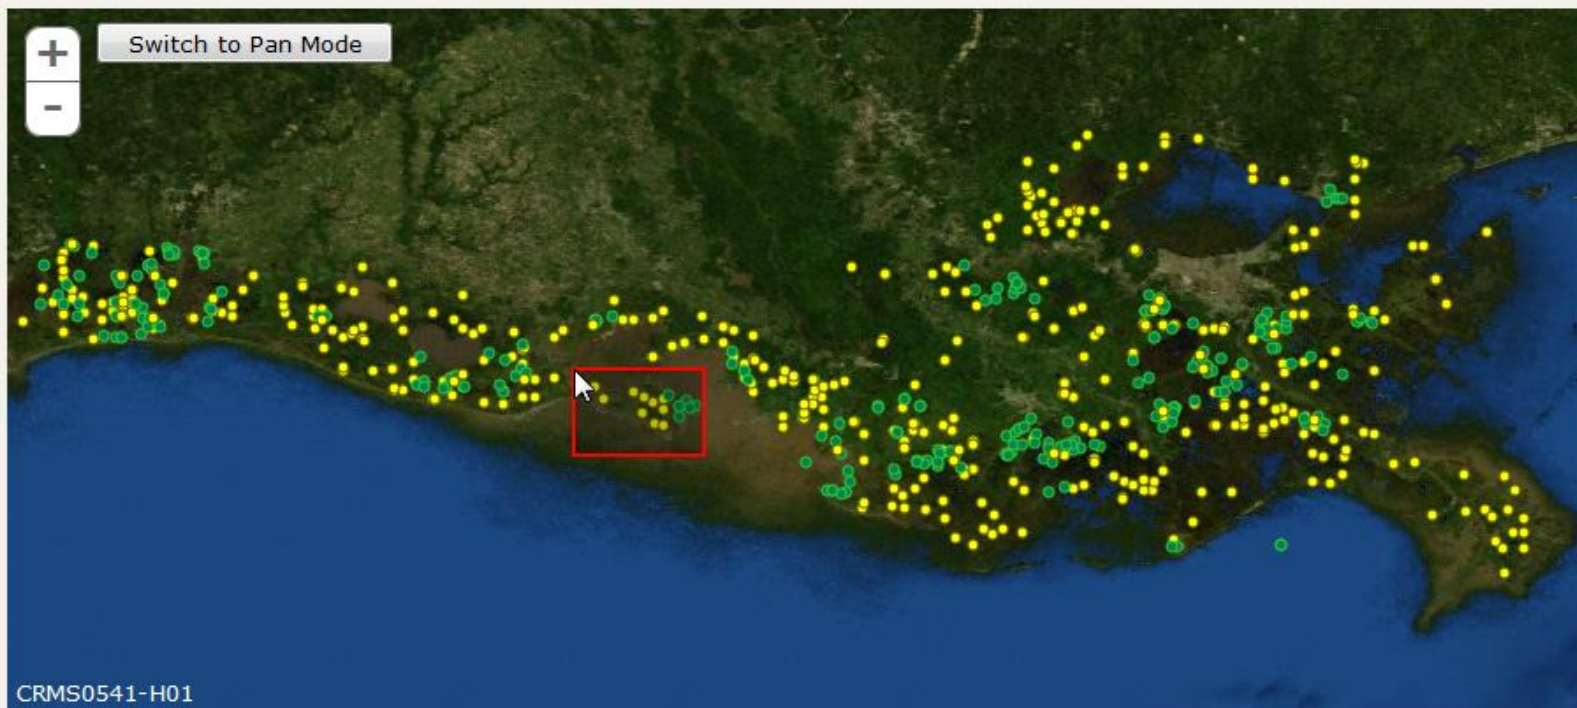 +
Switch to Pan Mode
-
CRMS0541-H01